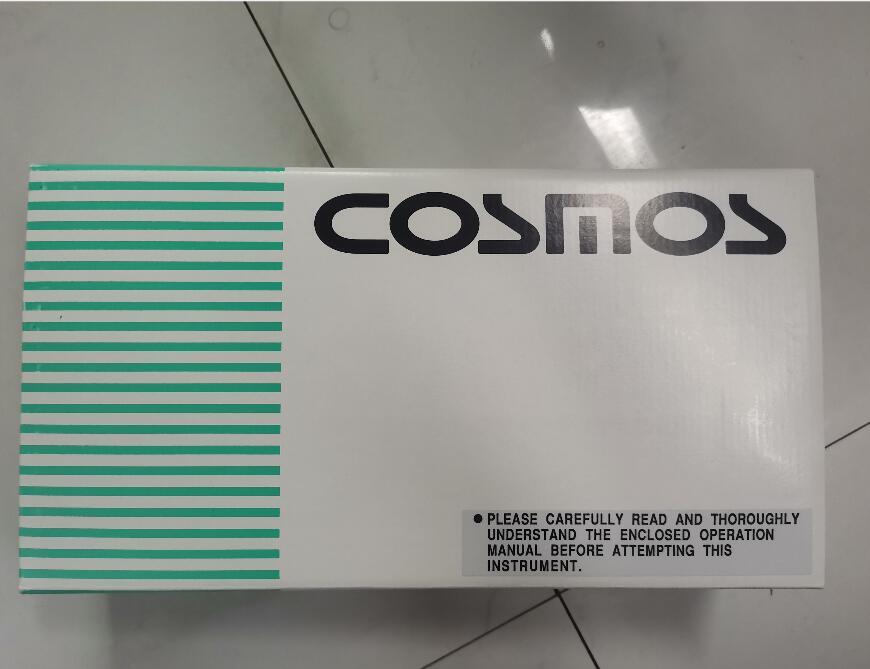 COSMOS
● PLEASE CAREFULLY READ AND THOROUGHLY
UNDERSTAND THE ENCLOSED OPERATION
MANUAL BEFORE ATTEMPTING THIS
INSTRUMENT.